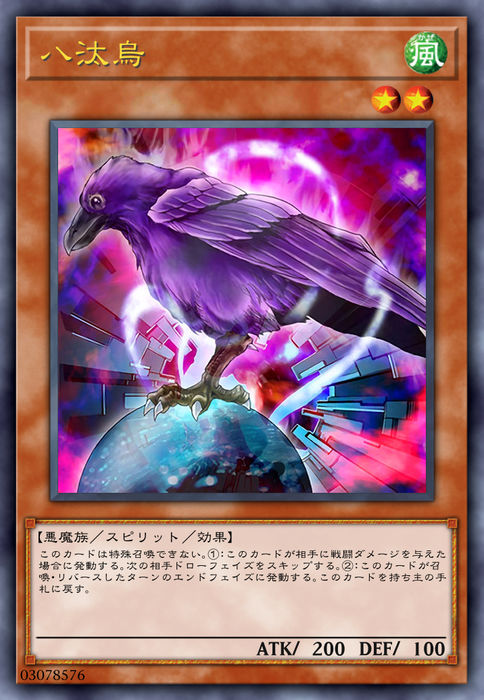 八汰烏
かぜ
風
【悪魔族／スピリット／効果】
このカードは特殊召喚できない。①：このカードが相手に戦闘ダメージを与えた
場合に発動する。次の相手ドローフェイズをスキップする。②：このカードが召
喚・リバースしたターンのエンドフェイズに発動する。このカードを持ち主の手
札に戻す。
ATK/ 200 DEF/ 100
03078576